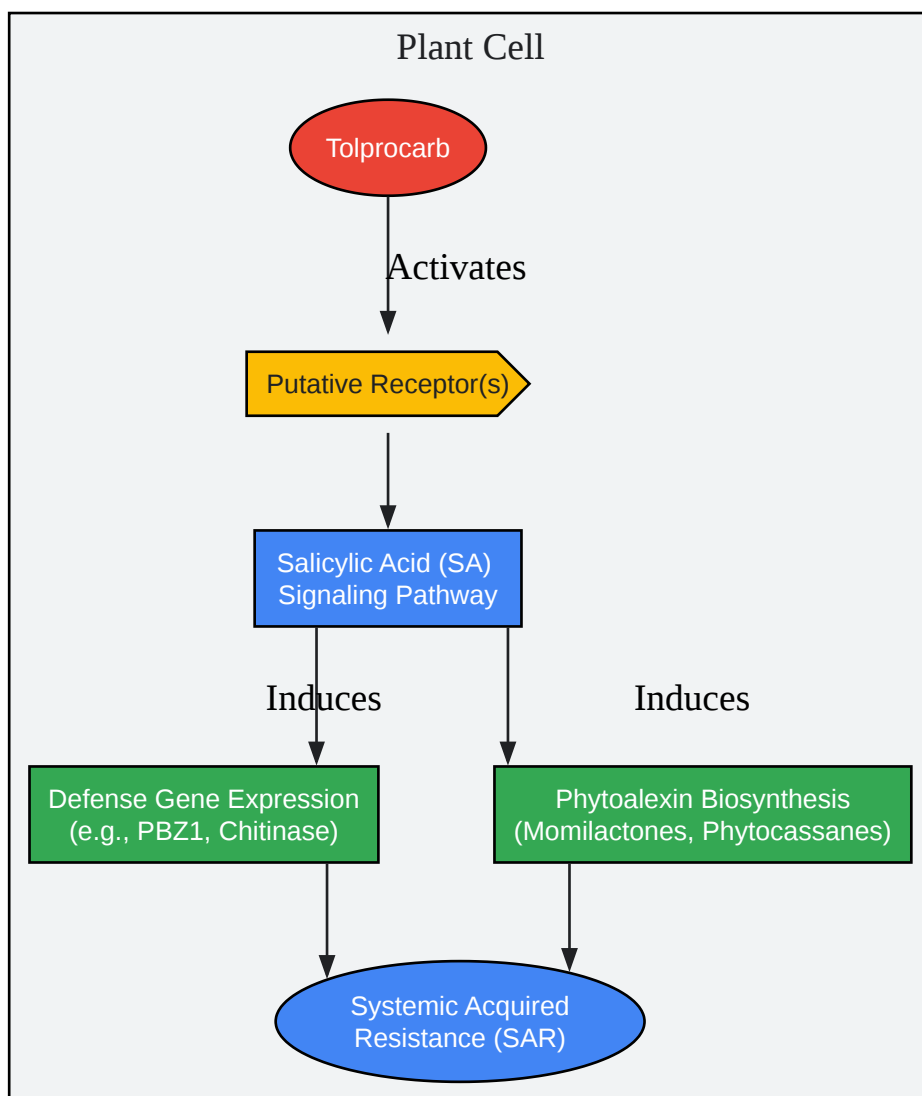 Plant Cell
Tolprocarb
Activates
Putative Receptor(s)
Salicylic Acid (SA)
Signaling Pathway
Induces
Induces
Defense Gene Expression
(e.g., PBZ1, Chitinase)
Phytoalexin Biosynthesis
(Momilactones, Phytocassanes)
Systemic Acquired
Resistance (SAR)